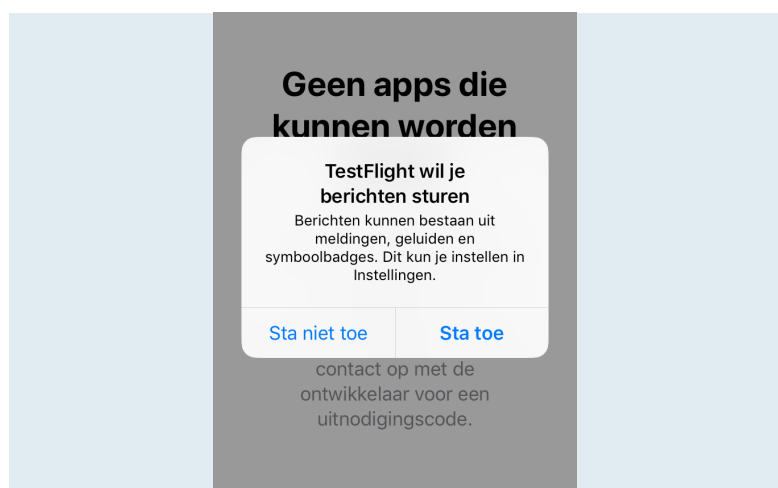 Geen apps die
kunnen worden
TestFlight wil je
berichten sturen
Berichten kunnen bestaan uit
meldingen, geluiden en
symboolbadges. Dit kun je instellen in
Instellingen.
Sta niet toe
Sta toe
contact op met de
ontwikkelaar voor een
uitnodigingscode.